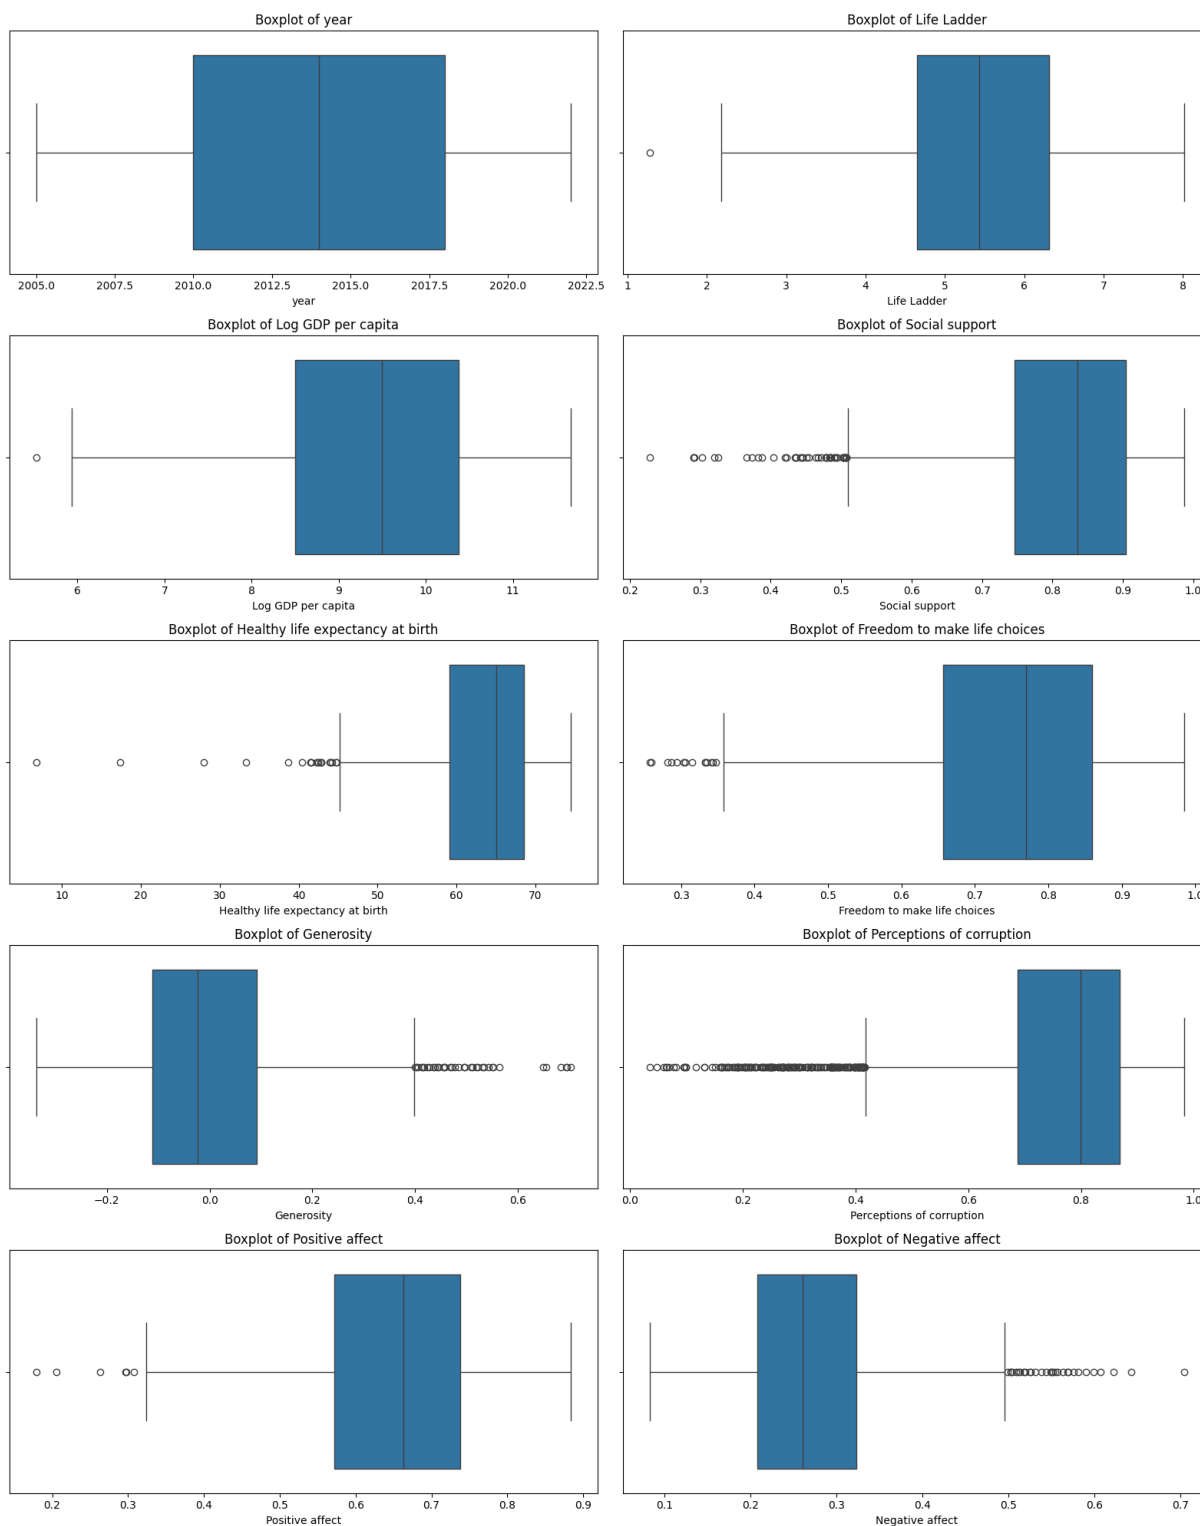 Boxplot of year
2005.0 2007.5 2010.0 2012.5 2015.0 2017.5 2020.0 2022.5
year
Boxplot of Life Ladder
1 2 3 4 5 6 7 8
Life Ladder
Boxplot of Log GDP per capita
6 7 8 9 10 11
Log GDP per capita
Boxplot of Social support
0.2 0.3 0.4 0.5 0.6 0.7 0.8 0.9 1.0
Social support
Boxplot of Healthy life expectancy at birth
10 20 30 40 50 60 70
Healthy life expectancy at birth
Boxplot of Freedom to make life choices
0.3 0.4 0.5 0.6 0.7 0.8 0.9 1.0
Freedom to make life choices
Boxplot of Generosity
−0.2 0.0 0.2 0.4 0.6
Generosity
Boxplot of Perceptions of corruption
0.0 0.2 0.4 0.6 0.8 1.0
Perceptions of corruption
Boxplot of Positive affect
0.2 0.3 0.4 0.5 0.6 0.7 0.8 0.9
Positive affect
Boxplot of Negative affect
0.1 0.2 0.3 0.4 0.5 0.6 0.7
Negative affect